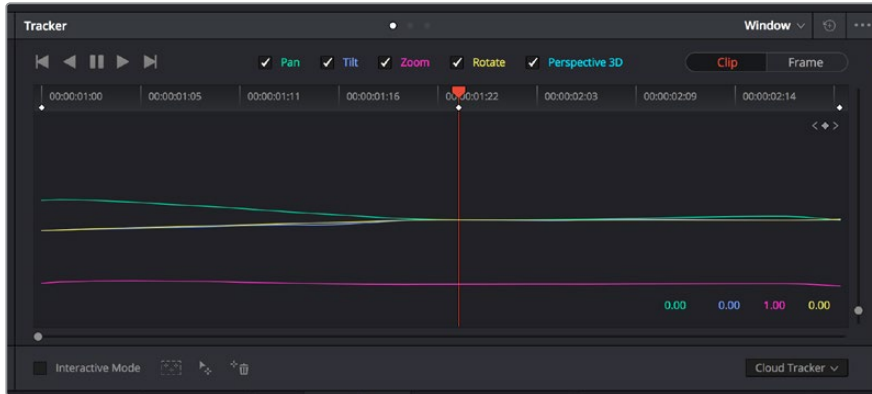 Tracker Window
Pan Tilt Zoom Rotate Perspective 3D Clip Frame
00:00:01:00 00:00:01:05 00:00:01:11 00:00:01:16 00:00:01:22 00:00:02:03 00:00:02:09 00:00:02:14
0.00 0.00 1.00 0.00
Interactive Mode Cloud Tracker